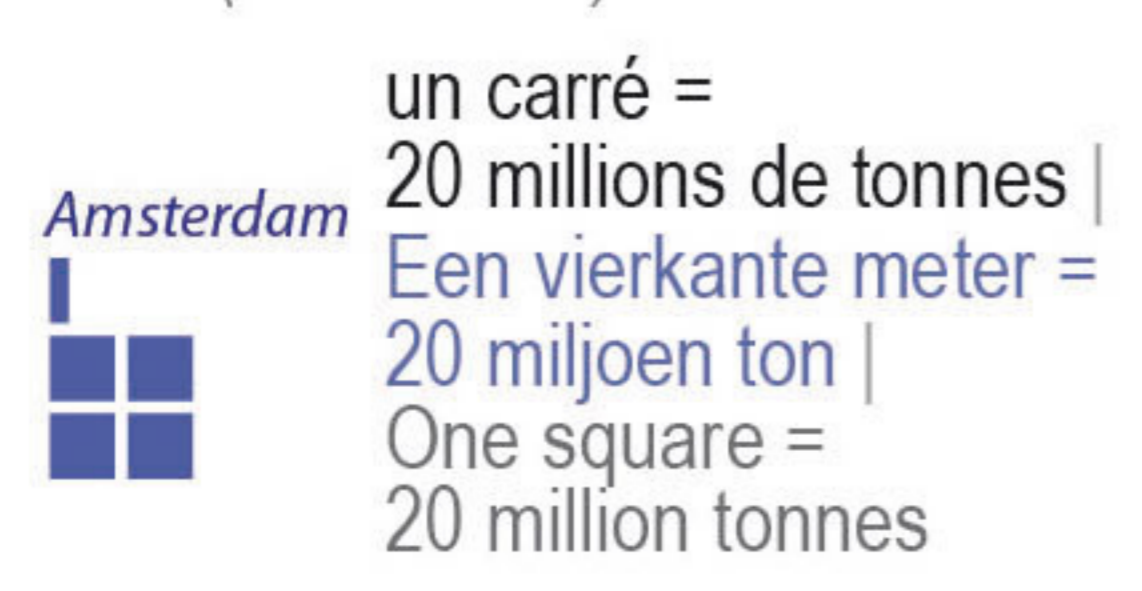 Amsterdam
un carré =
20 millions de tonnes |
Een vierkante meter =
20 miljoen ton |
One square =
20 million tonnes